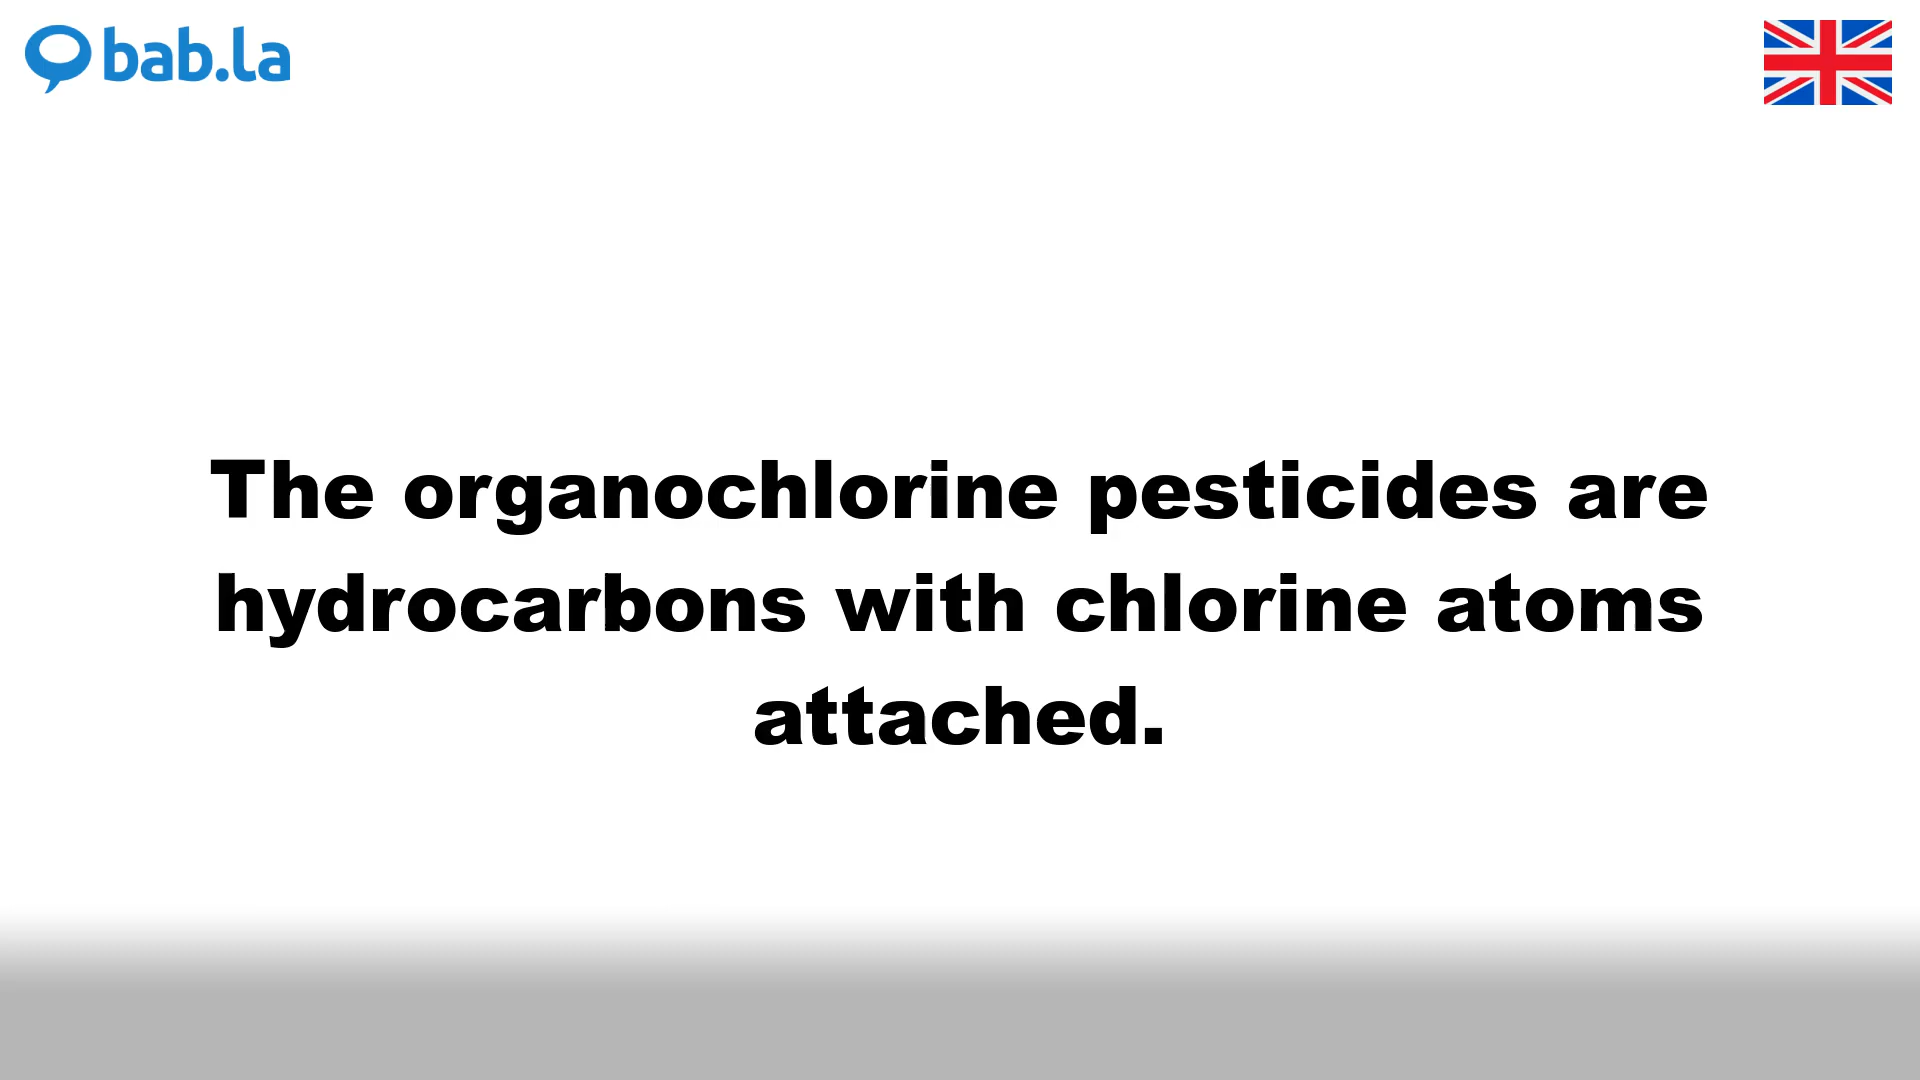 bab.la
The organochlorine pesticides are
hydrocarbons with chlorine atoms
attached.